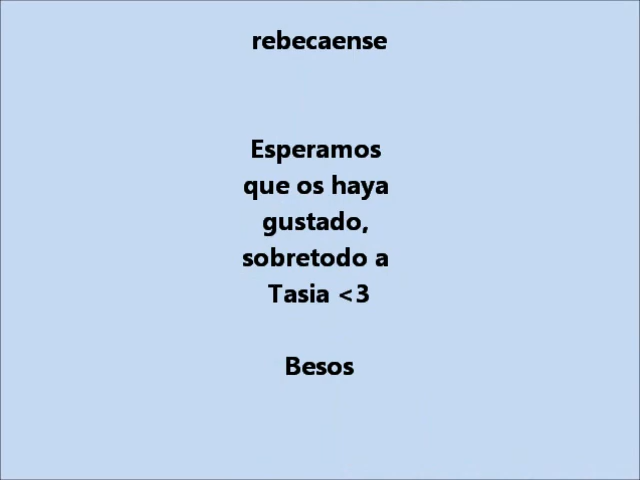 rebecaense
Esperamos
que os haya
gustado,
sobretodo a
Tasia <3
Besos